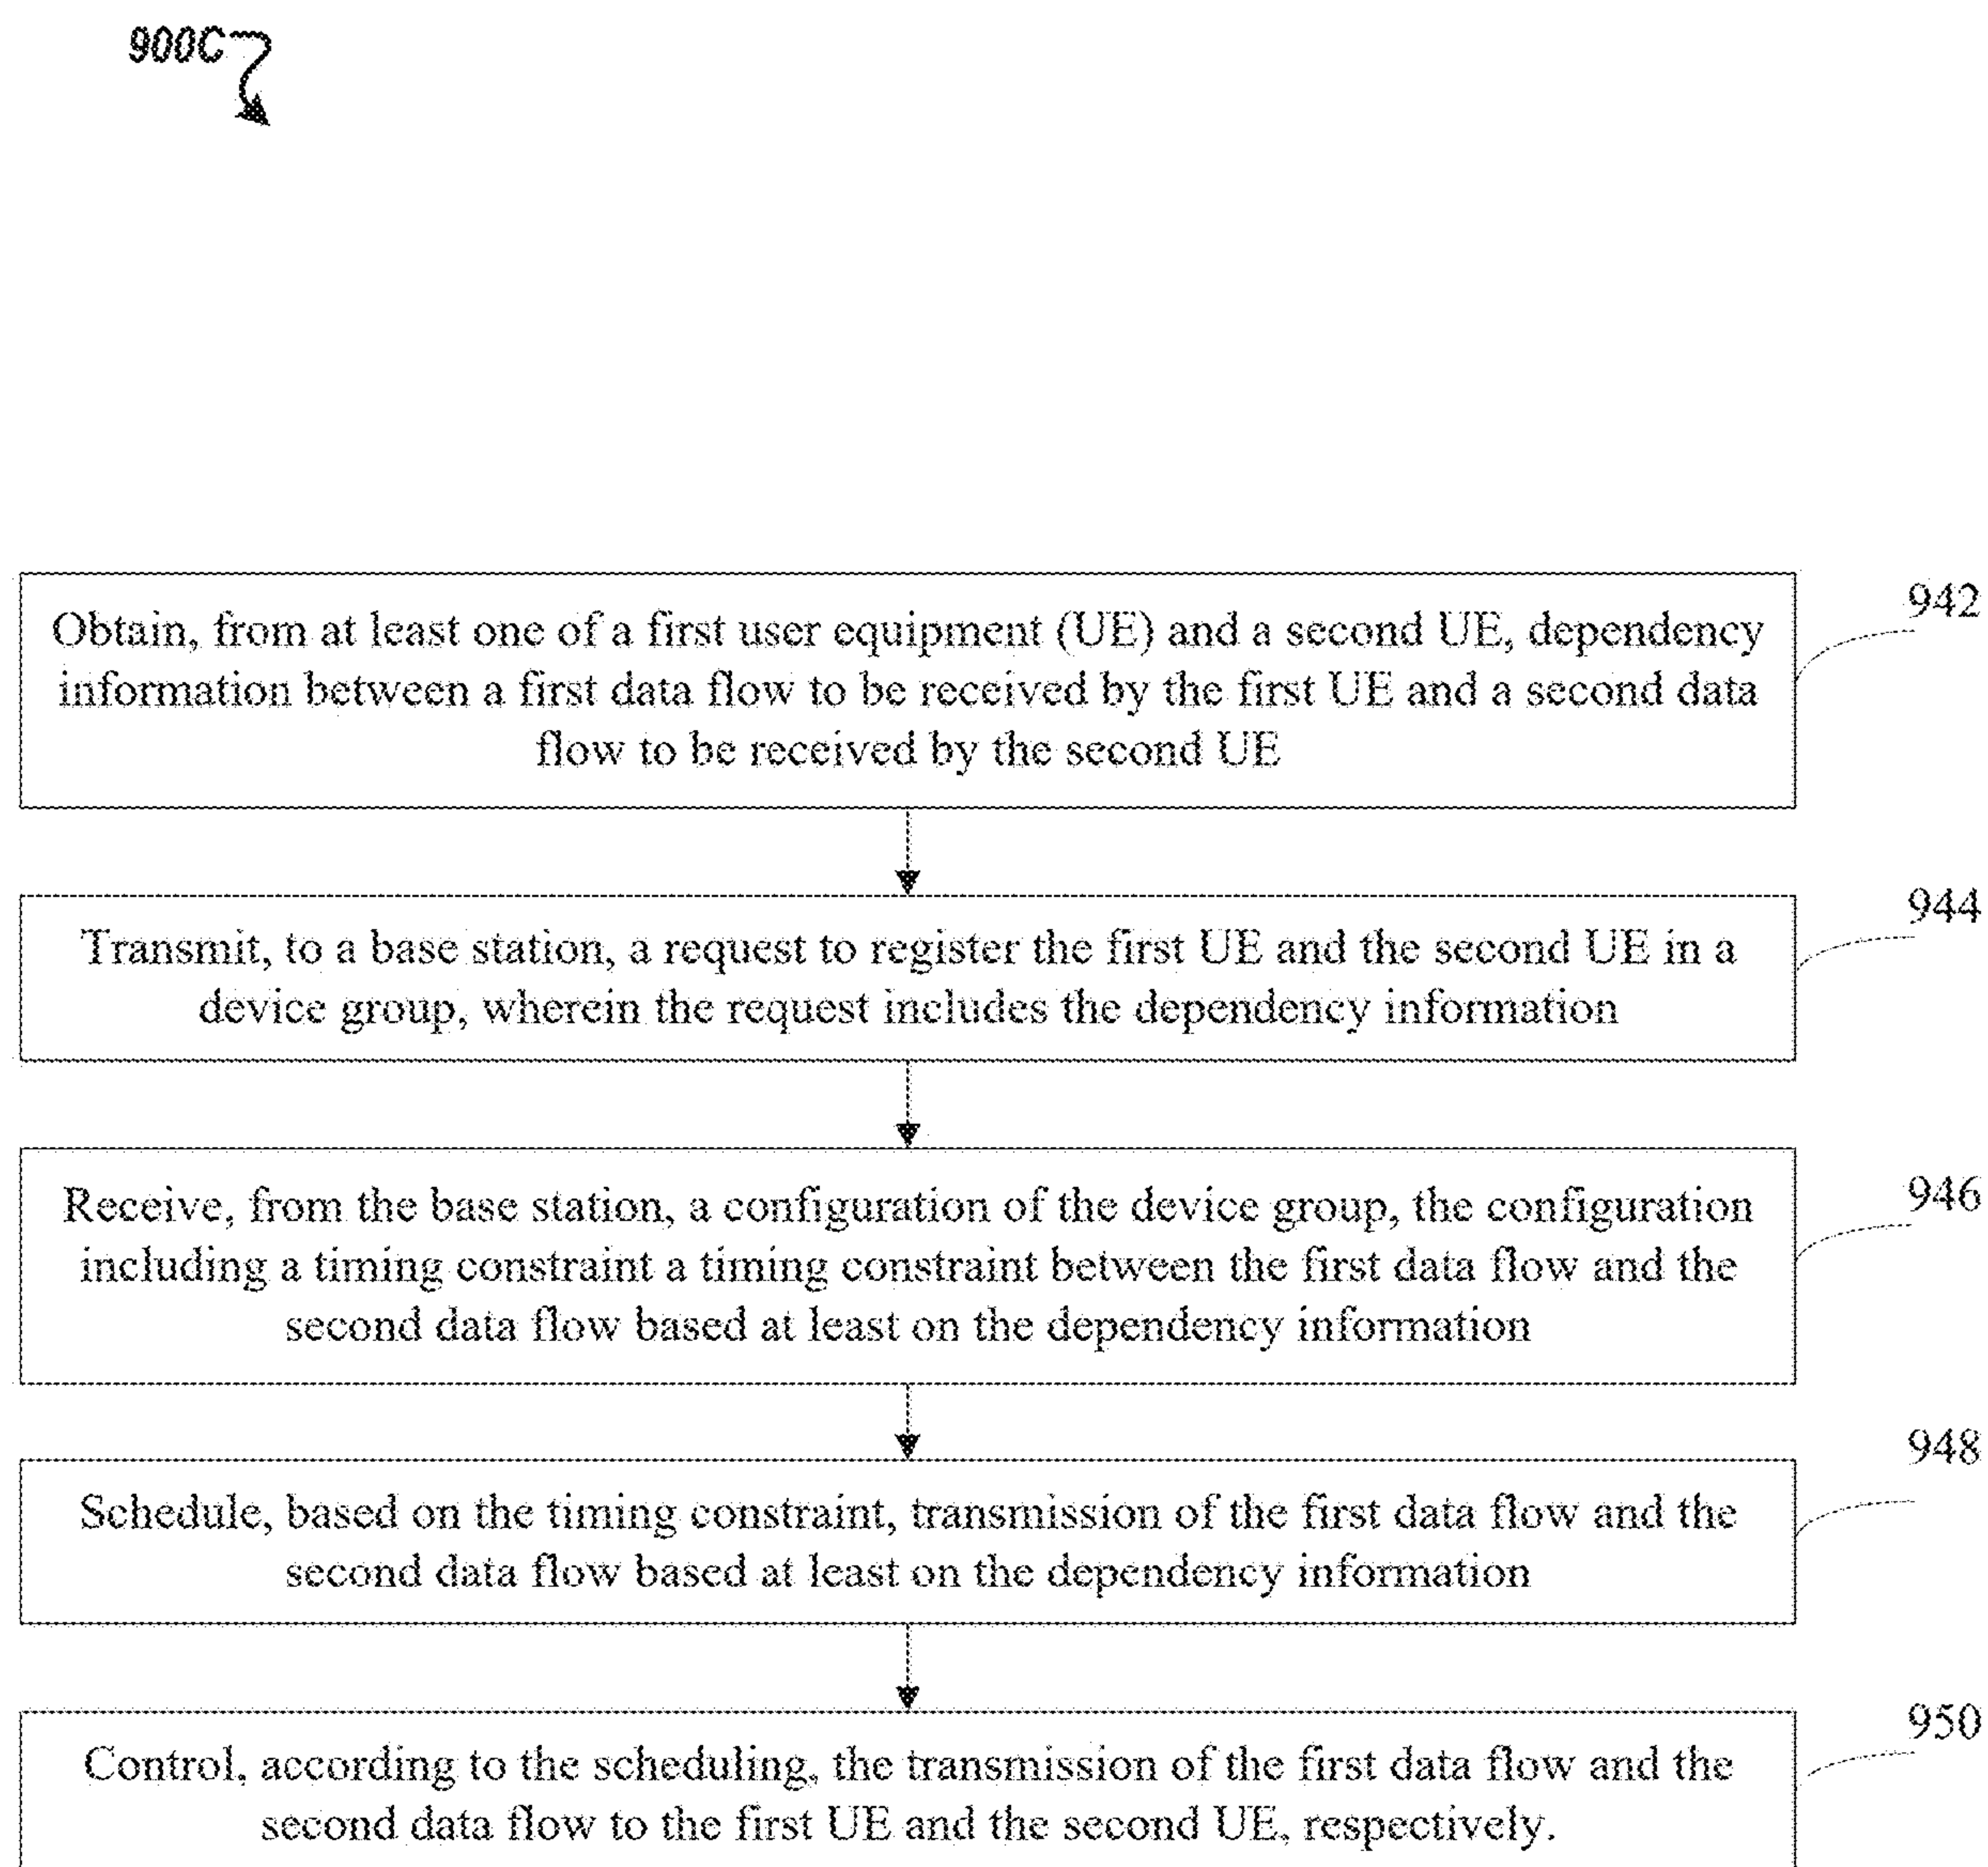 900C
942
Obtain, from at least one of a first user equipment (UE) and a second UE, dependency
information between a first data flow to be received by the first UE and a second data
flow to be received by the second UE
944
Transmit, to a base station, a request to register the first UE and the second UE in a
device group, wherein the request includes the dependency information
946
Receive, from the base station, a configuration of the device group, the configuration
including a timing constraint a timing constraint between the first data flow and the
second data flow based at least on the dependency information
948
Schedule, based on the timing constraint, transmission of the first data flow and the
second data flow based at least on the dependency information
950
Control, according to the scheduling, the transmission of the first data flow and the
second data flow to the first UE and the second UE, respectively.